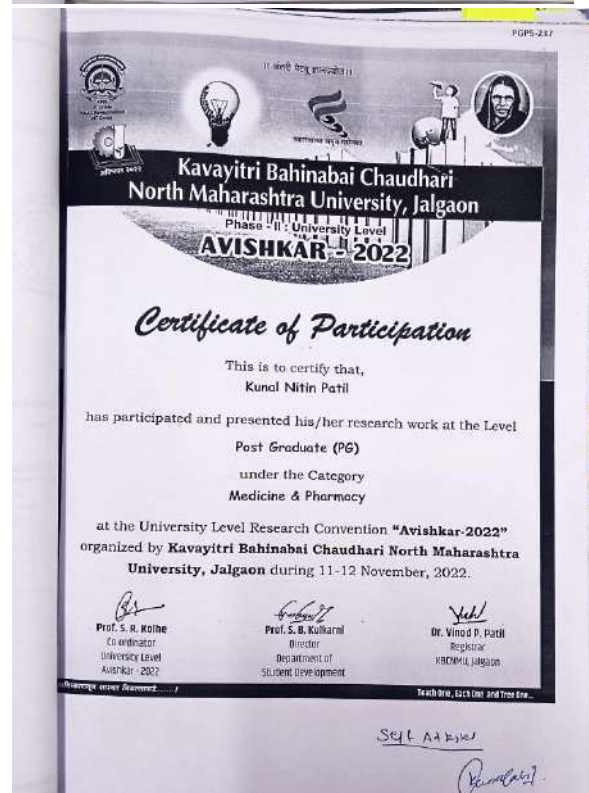 PGPS-237
॥ अंतरी पेटवू ज्ञानज्योत ॥
अविष्कार २०२२
Kavayitri Bahinabai Chaudhari
North Maharashtra University, Jalgaon
Phase - II : University Level
AVISHKAR - 2022
Certificate of Participation
This is to certify that,
Kunal Nitin Patil
has participated and presented his/her research work at the Level
Post Graduate (PG)
under the Category
Medicine & Pharmacy
at the University Level Research Convention "Avishkar-2022"
organized by Kavayitri Bahinabai Chaudhari North Maharashtra
University, Jalgaon during 11-12 November, 2022.
Prof. S. R. Kolhe
Co ordinator
University Level
Avishkar - 2022
Prof. S. B. Kulkarni
Director
Department of
Student Development
Dr. Vinod P. Patil
Registrar
KBCNMU, Jalgaon
Teach One, Each One and Tree One...
Self